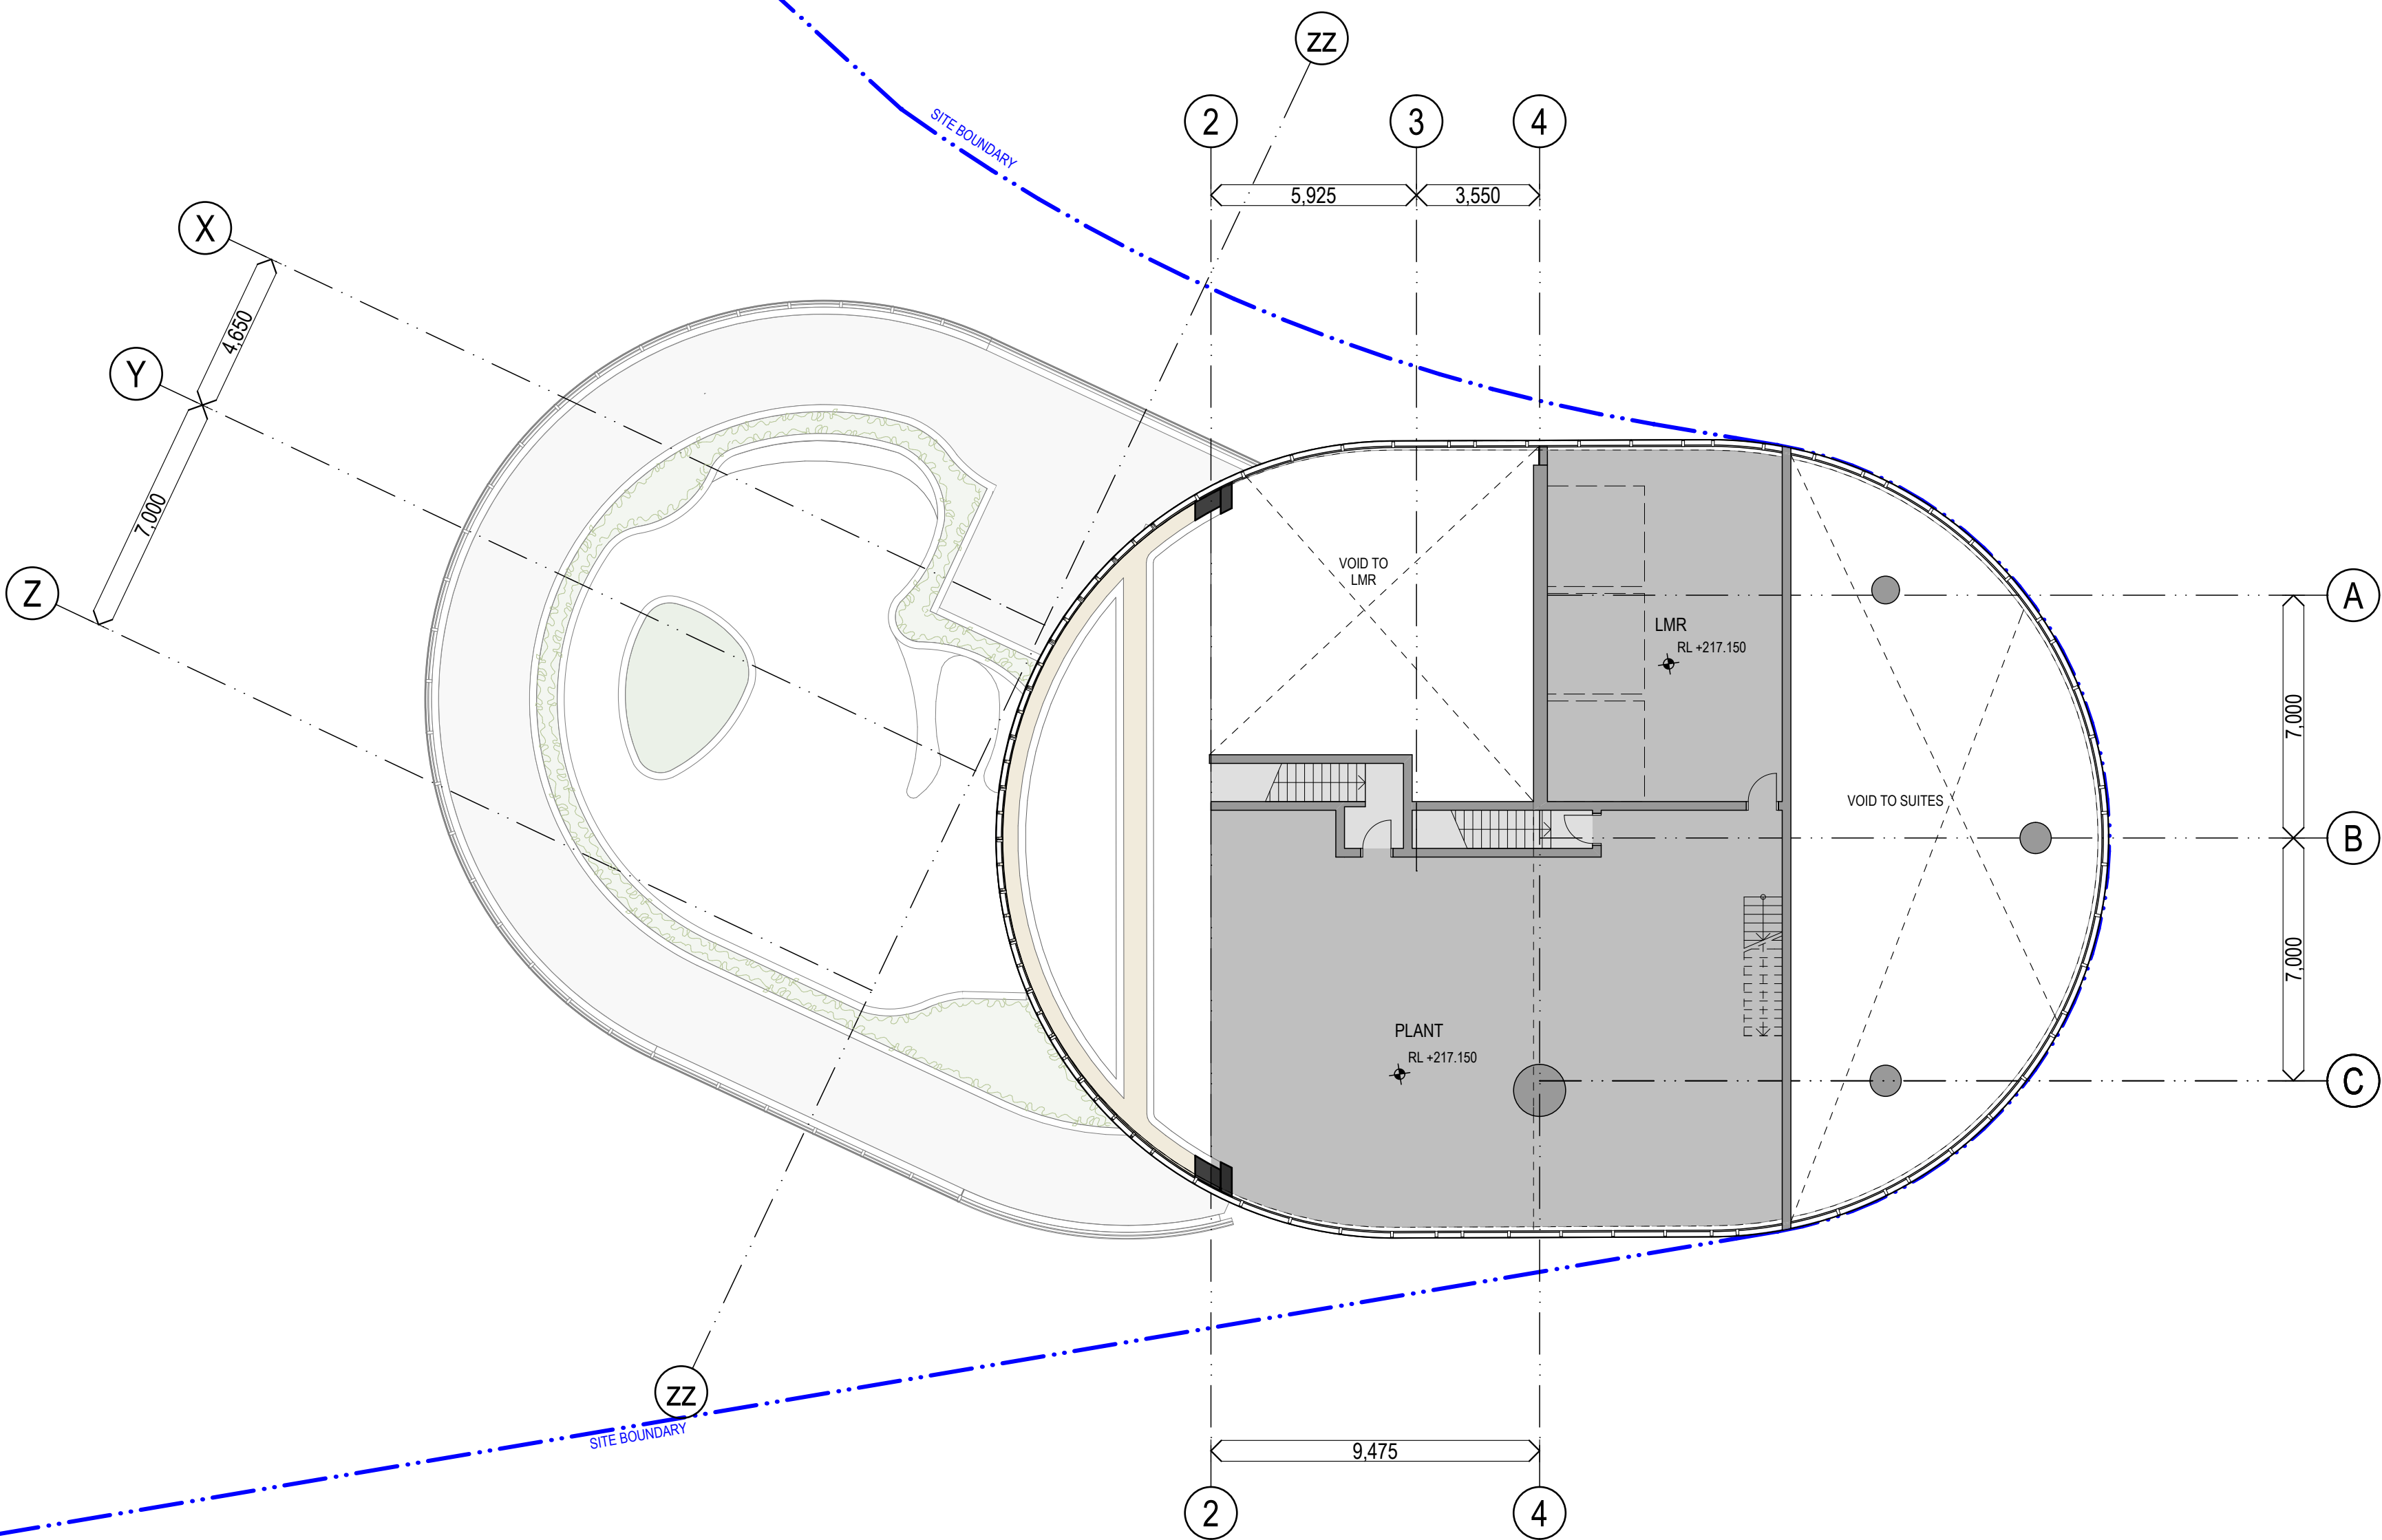 ZZ
2
3
4
SITE BOUNDARY
5,925
3,550
X
4,650
Y
7,000
Z
VOID TO
LMR
A
LMR
RL +217.150
7,000
VOID TO SUITES
B
7,000
PLANT
RL +217.150
C
ZZ
SITE BOUNDARY
9,475
2
4